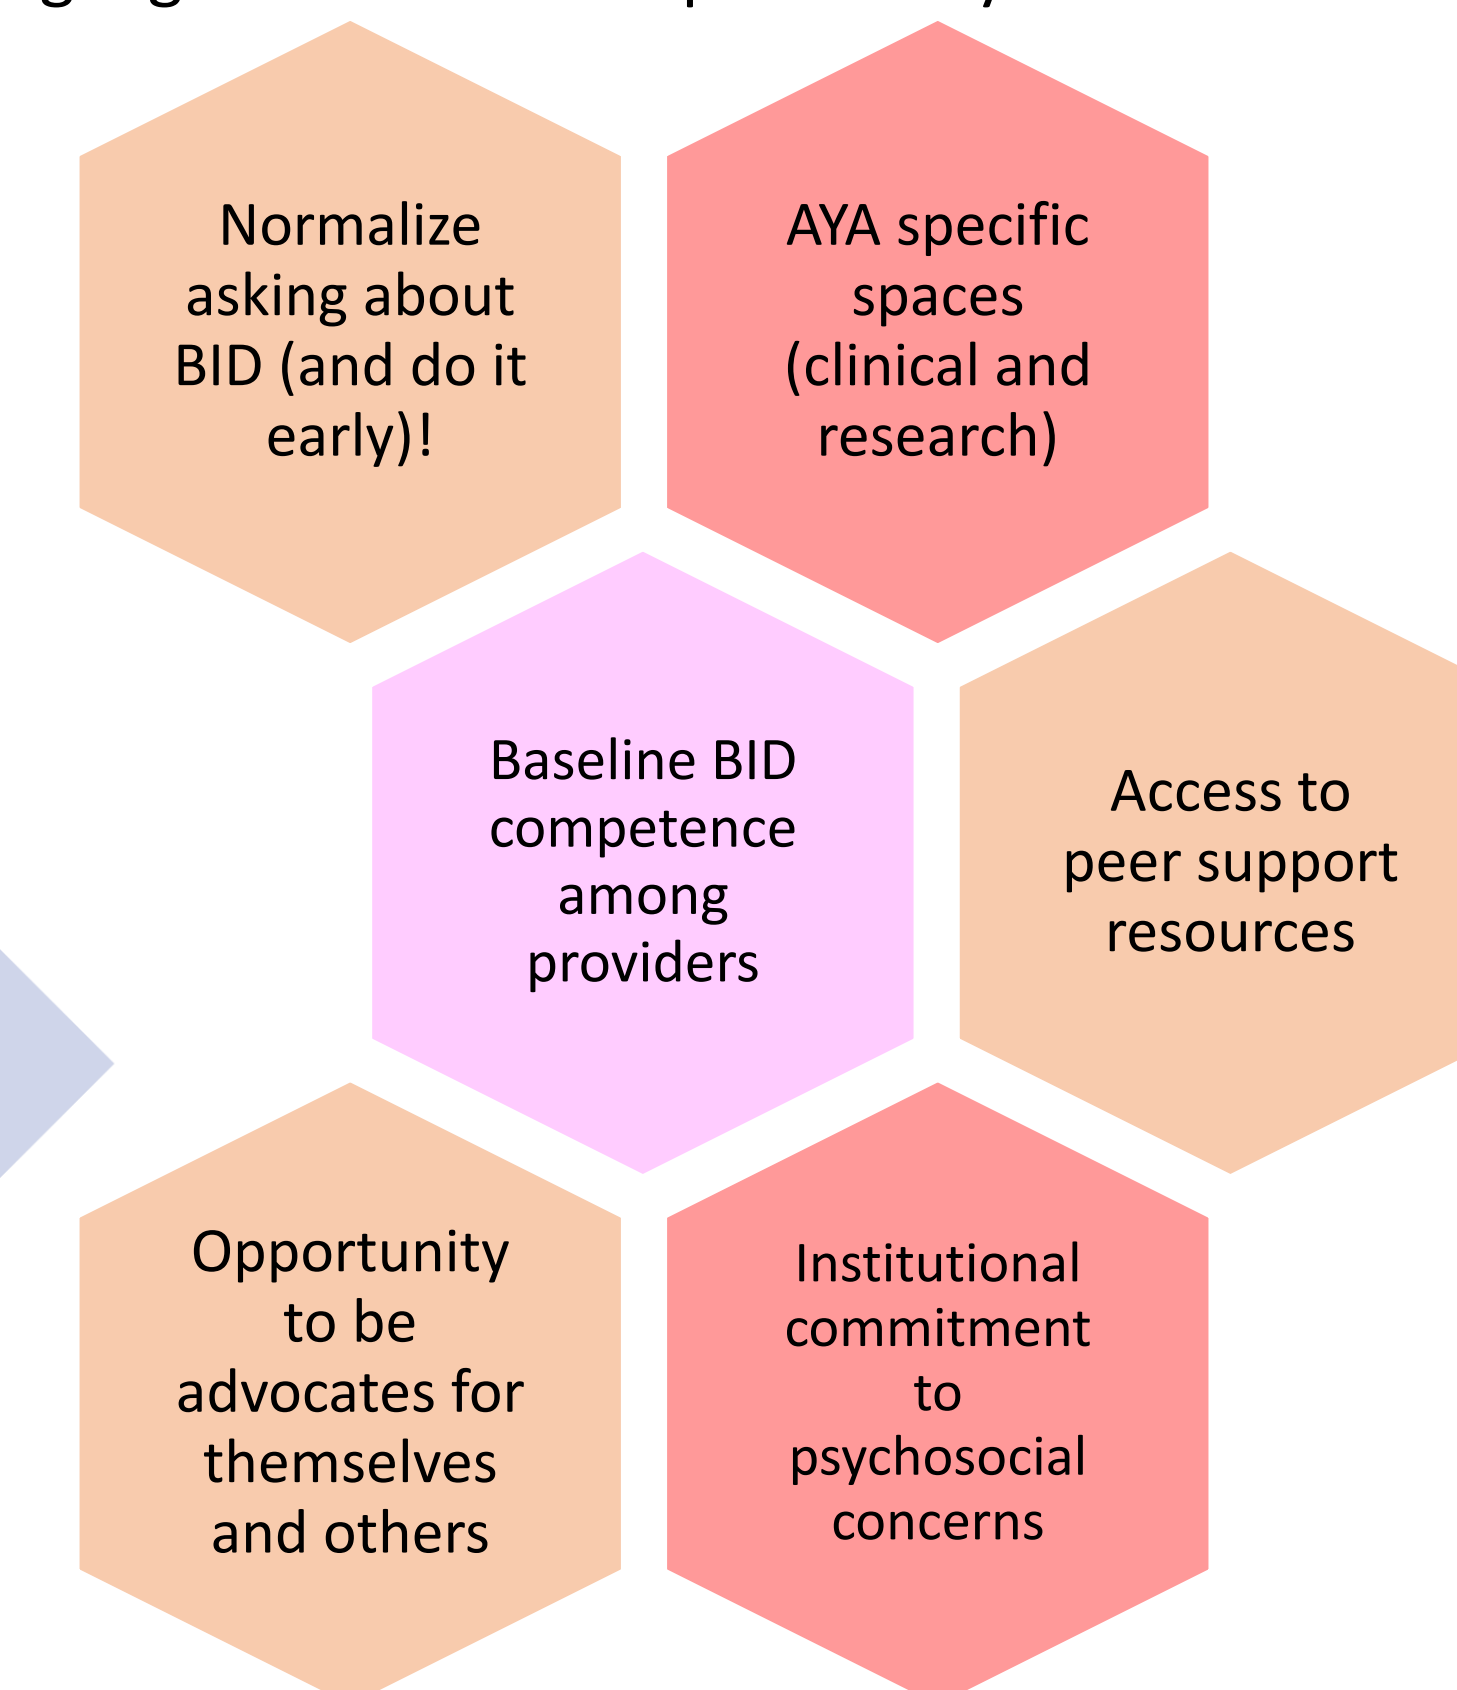 Normalize
asking about
BID (and do it
early)!
AYA specific
spaces
(clinical and
research)
Baseline BID
competence
among
providers
Access to
peer support
resources
Opportunity
to be
advocates for
themselves
and others
Institutional
commitment
to
psychosocial
concerns